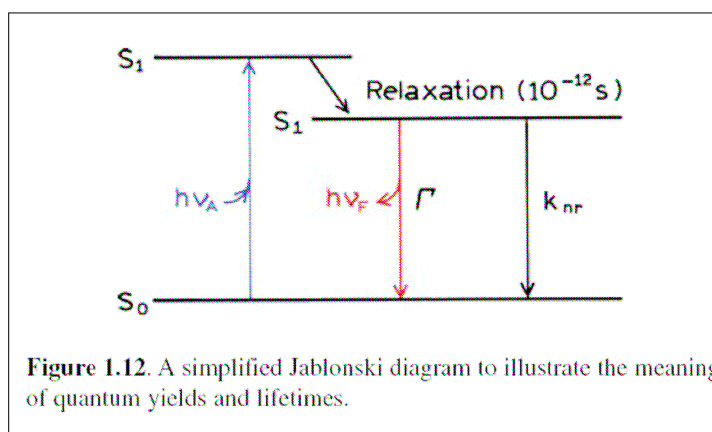 S₁
Relaxation (10⁻¹²s)
S₁
hν_A
hν_F
Γ
k_nr
S₀
Figure 1.12. A simplified Jablonski diagram to illustrate the meaning
of quantum yields and lifetimes.